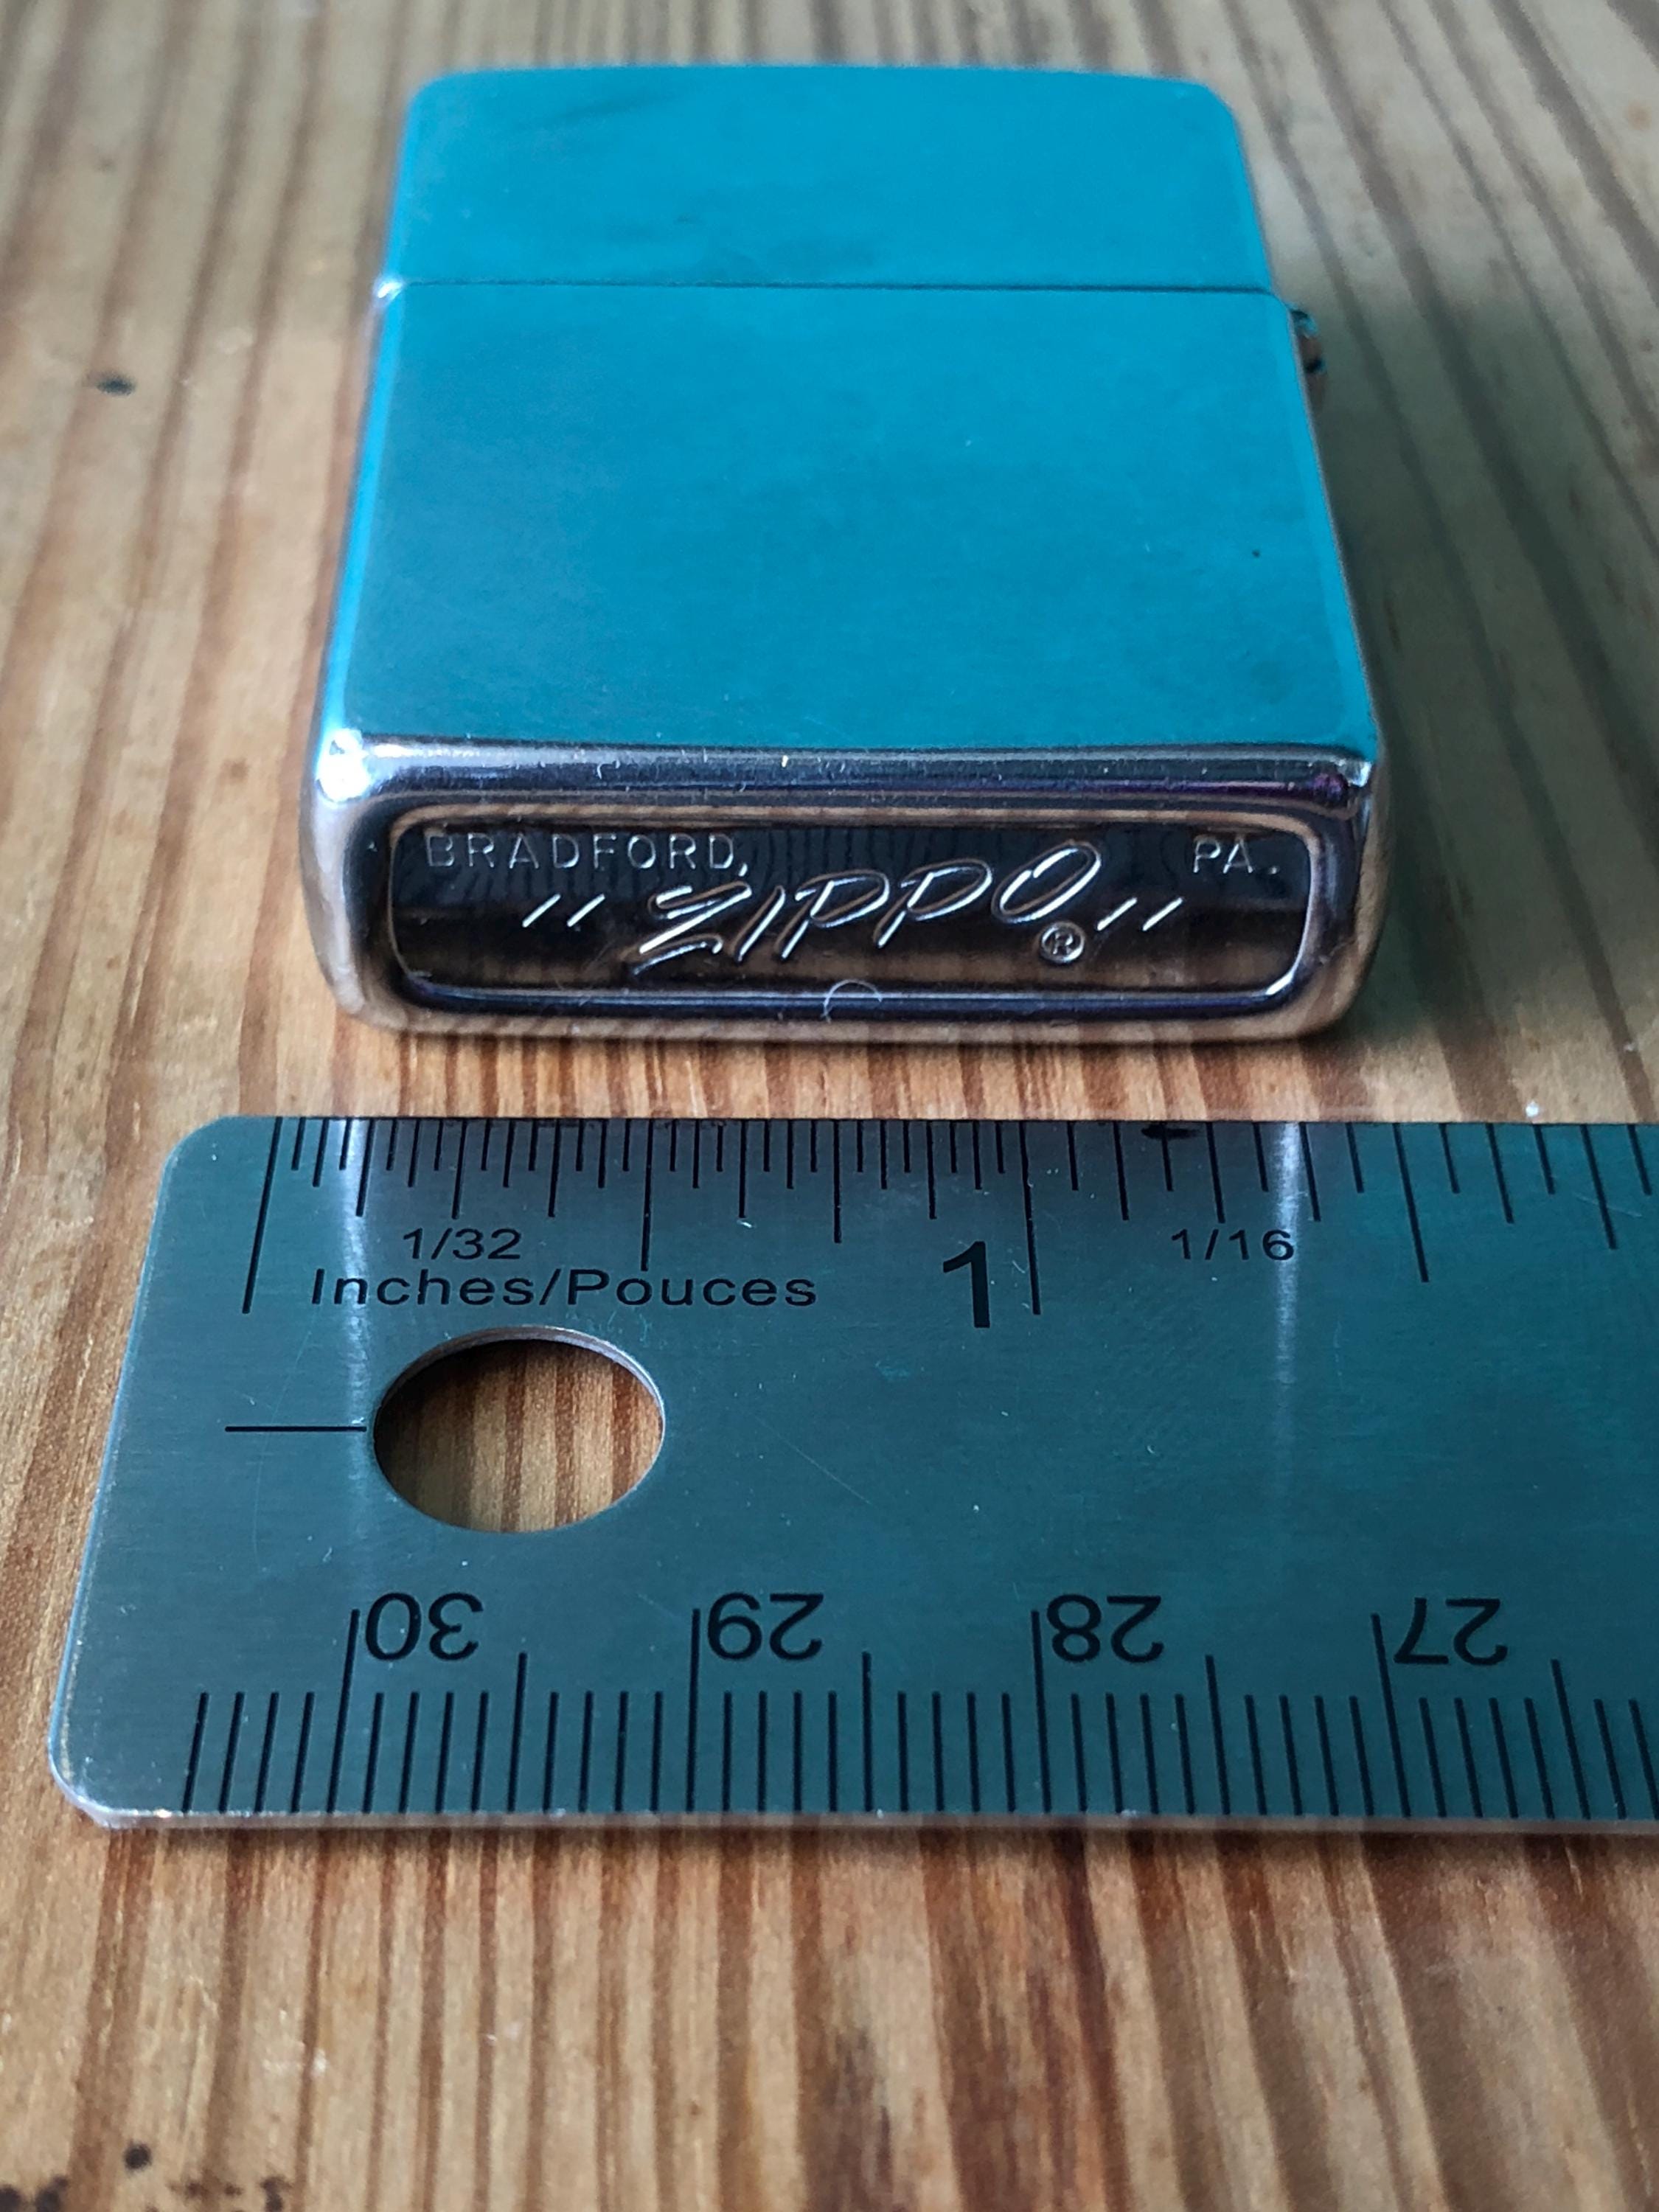 BRADFORD, PA.
"ZIPPO"®
1/32 1 1/16
Inches/Pouces
30 29 28 27